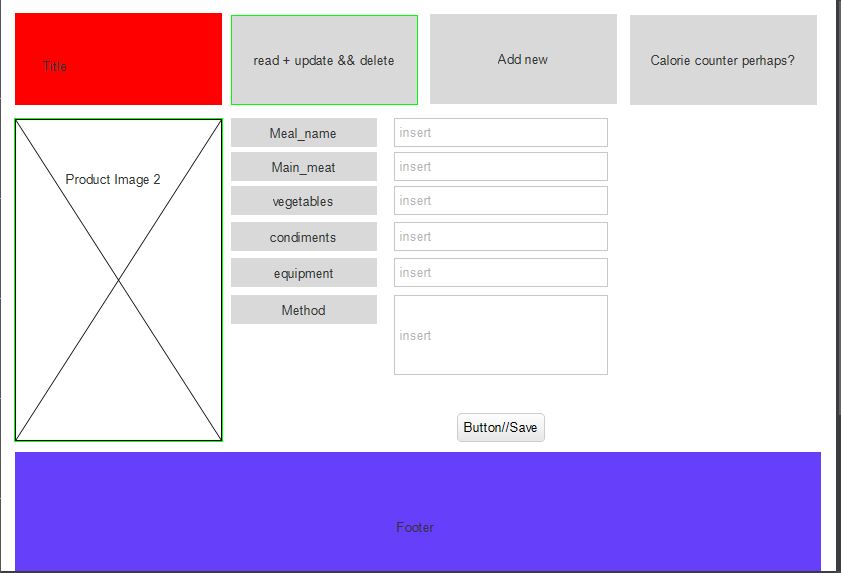 Title
read + update && delete
Add new
Calorie counter perhaps?
Product Image 2
Meal_name
insert
Main_meat
insert
vegetables
insert
condiments
insert
equipment
insert
Method
insert
Button//Save
Footer